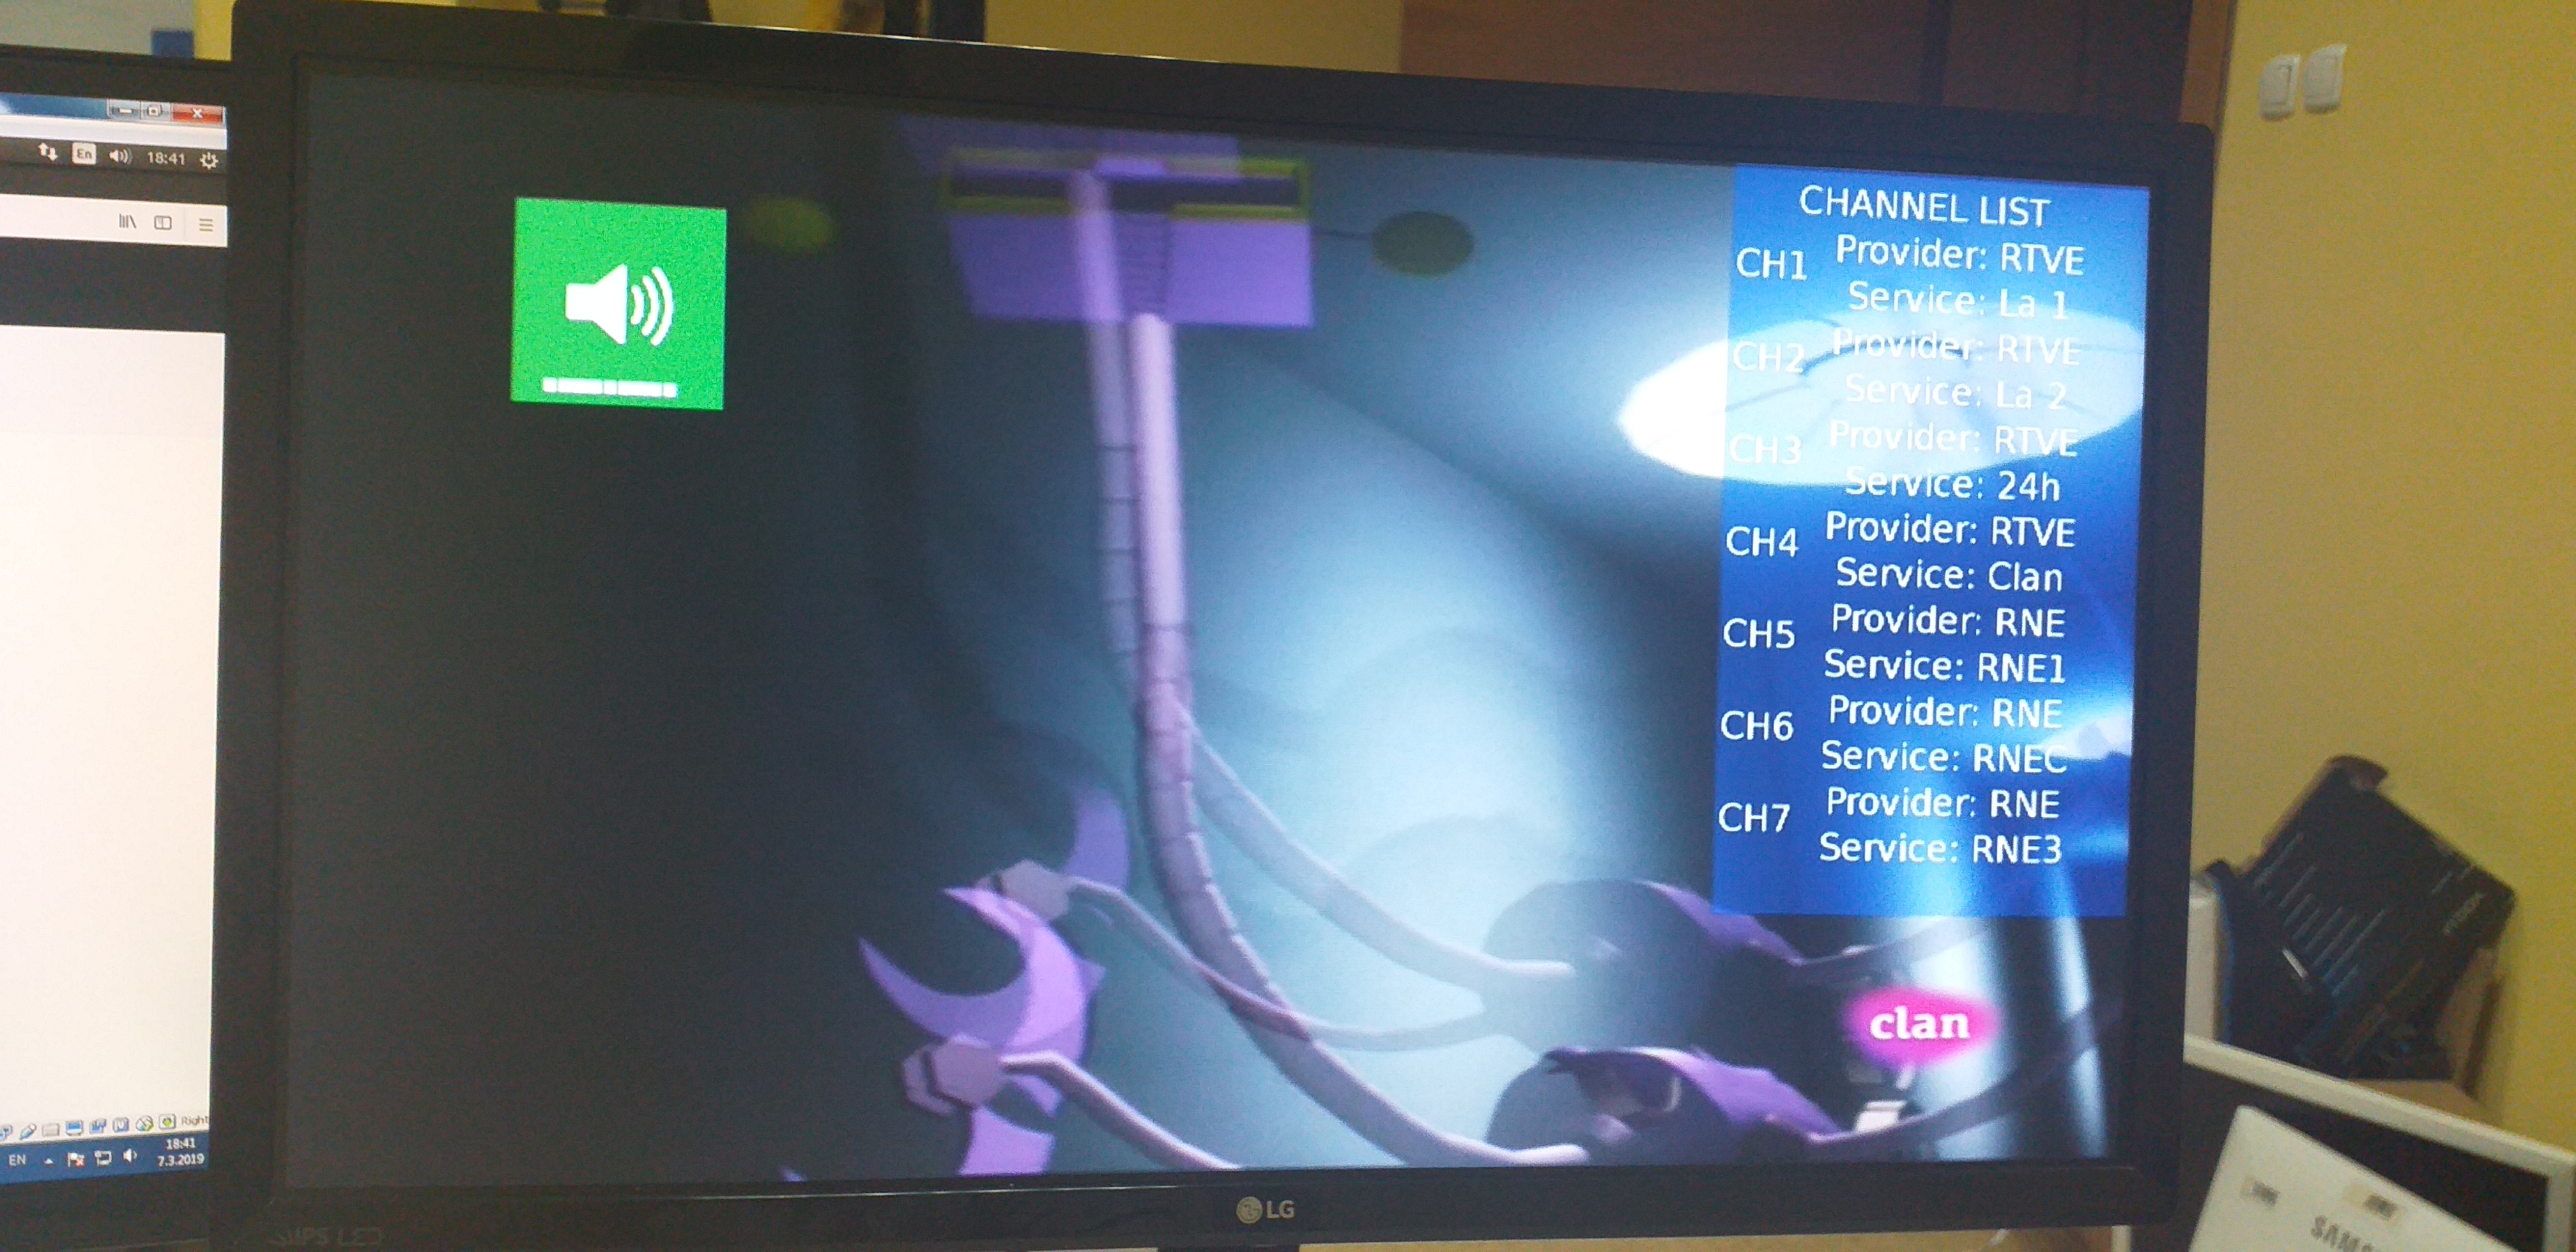 En
18:41
CHANNEL LIST
CH1 Provider: RTVE
Service: La 1
CH2 Provider: RTVE
Service: La 2
CH3 Provider: RTVE
Service: 24h
CH4 Provider: RTVE
Service: Clan
CH5 Provider: RNE
Service: RNE1
CH6 Provider: RNE
Service: RNEC
CH7 Provider: RNE
Service: RNE3
clan
Right
EN
18:41
7.3.2019
LG